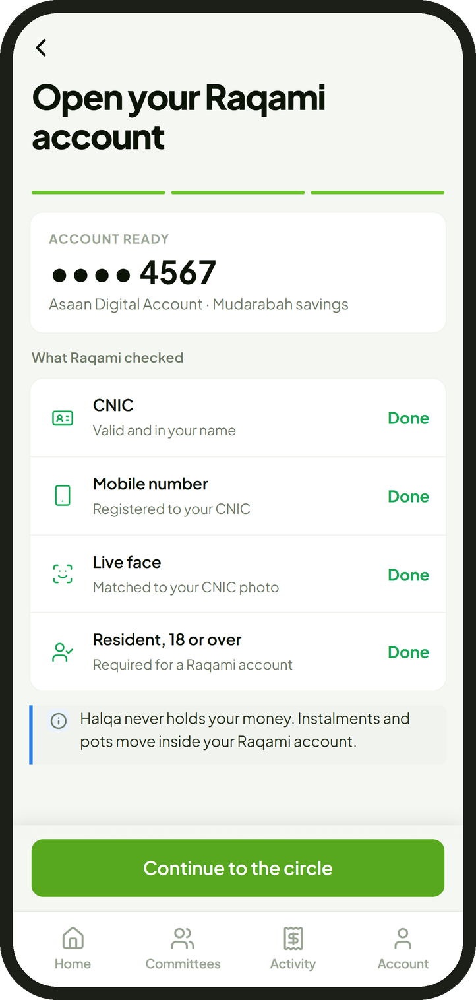 Open your Raqami
account
ACCOUNT READY
●●●● 4567
Asaan Digital Account · Mudarabah savings
What Raqami checked
CNIC
Valid and in your name
Done
Mobile number
Registered to your CNIC
Done
Live face
Matched to your CNIC photo
Done
Resident, 18 or over
Required for a Raqami account
Done
Halqa never holds your money. Instalments and
pots move inside your Raqami account.
Continue to the circle
Home
Committees
Activity
Account